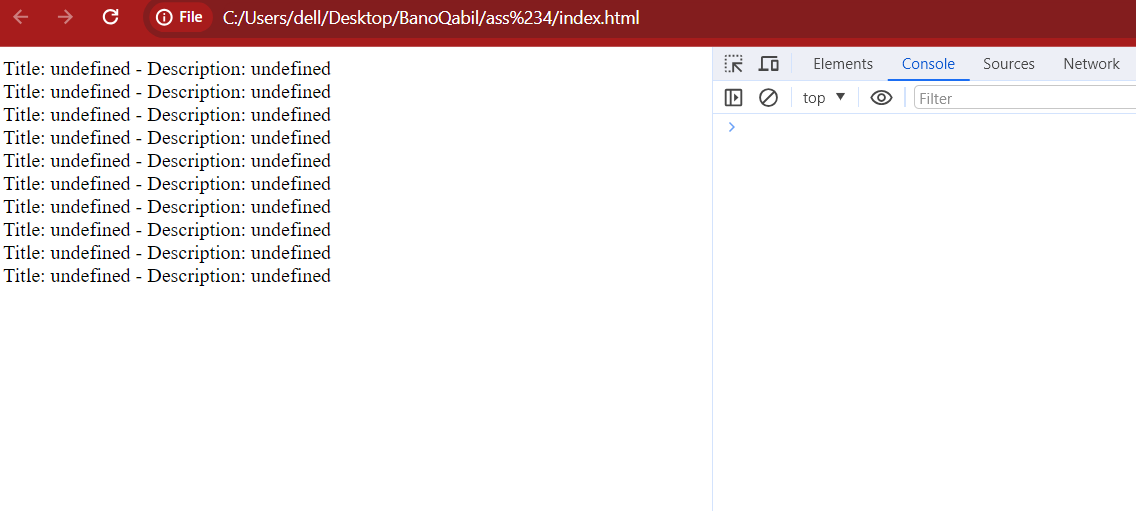 File C:/Users/dell/Desktop/BanoQabil/ass%234/index.html
Title: undefined - Description: undefined
Title: undefined - Description: undefined
Title: undefined - Description: undefined
Title: undefined - Description: undefined
Title: undefined - Description: undefined
Title: undefined - Description: undefined
Title: undefined - Description: undefined
Title: undefined - Description: undefined
Title: undefined - Description: undefined
Title: undefined - Description: undefined
Elements Console Sources Network
top Filter